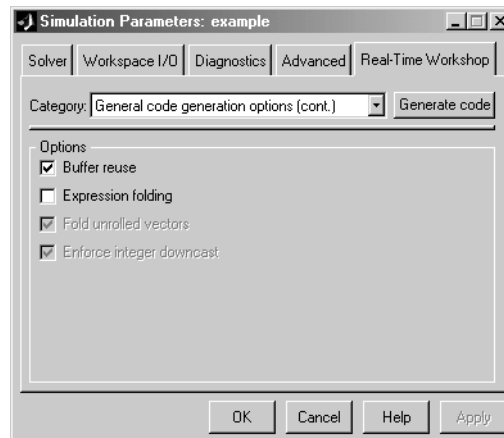 Simulation Parameters: example
Solver Workspace I/O Diagnostics Advanced Real-Time Workshop
Category: General code generation options (cont.) Generate code
Options
Buffer reuse
Expression folding
Fold unrolled vectors
Enforce integer downcast
OK Cancel Help Apply